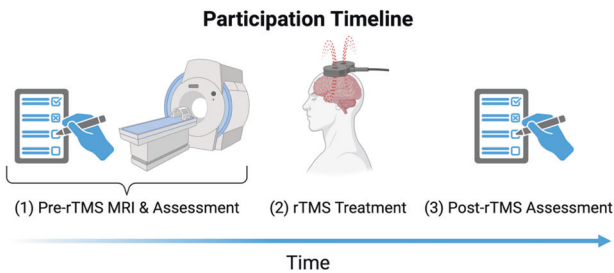 Participation Timeline
(1) Pre-rTMS MRI & Assessment
(2) rTMS Treatment
(3) Post-rTMS Assessment
Time